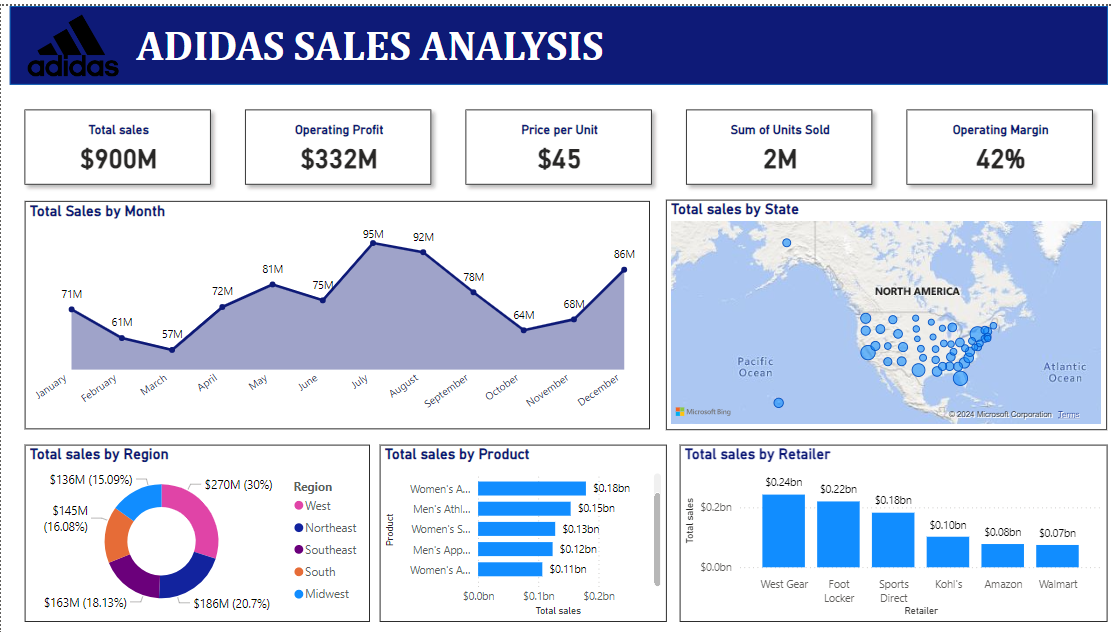 adidas
ADIDAS SALES ANALYSIS
Total sales
$900M
Operating Profit
$332M
Price per Unit
$45
Sum of Units Sold
2M
Operating Margin
42%
Total Sales by Month
71M
61M
57M
72M
81M
75M
95M
92M
78M
64M
68M
86M
January
February
March
April
May
June
July
August
September
October
November
December
Total sales by State
NORTH AMERICA
Pacific
Ocean
Atlantic
Ocean
Microsoft Bing
© 2024 Microsoft Corporation Terms
Total sales by Region
$136M (15.09%)
$270M (30%)
$145M
(16.08%)
$163M (18.13%)
$186M (20.7%)
Region
West
Northeast
Southeast
South
Midwest
Total sales by Product
Product
Women's A... $0.18bn
Men's Athl... $0.15bn
Women's S... $0.13bn
Men's App... $0.12bn
Women's A... $0.11bn
$0.0bn $0.1bn $0.2bn
Total sales
Total sales by Retailer
Total sales
$0.2bn
$0.0bn
$0.24bn
$0.22bn
$0.18bn
$0.10bn
$0.08bn
$0.07bn
West Gear
Foot
Locker
Sports
Direct
Kohl's
Amazon
Walmart
Retailer